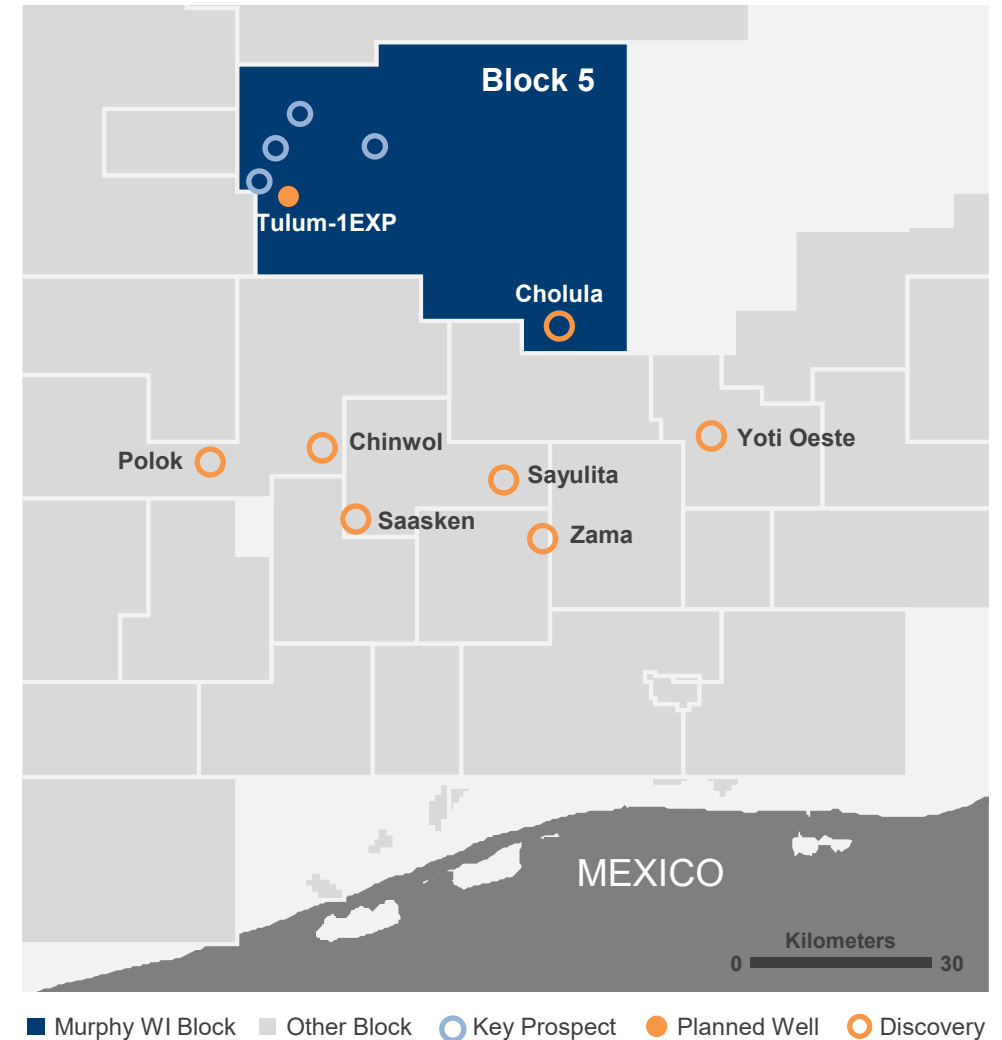 Block 5
Tulum-1EXP
Cholula
Chinwol
Yoti Oeste
Polok
Sayulita
Saasken
Zama
MEXICO
Kilometers
0 30
Murphy WI Block Other Block Key Prospect Planned Well Discovery